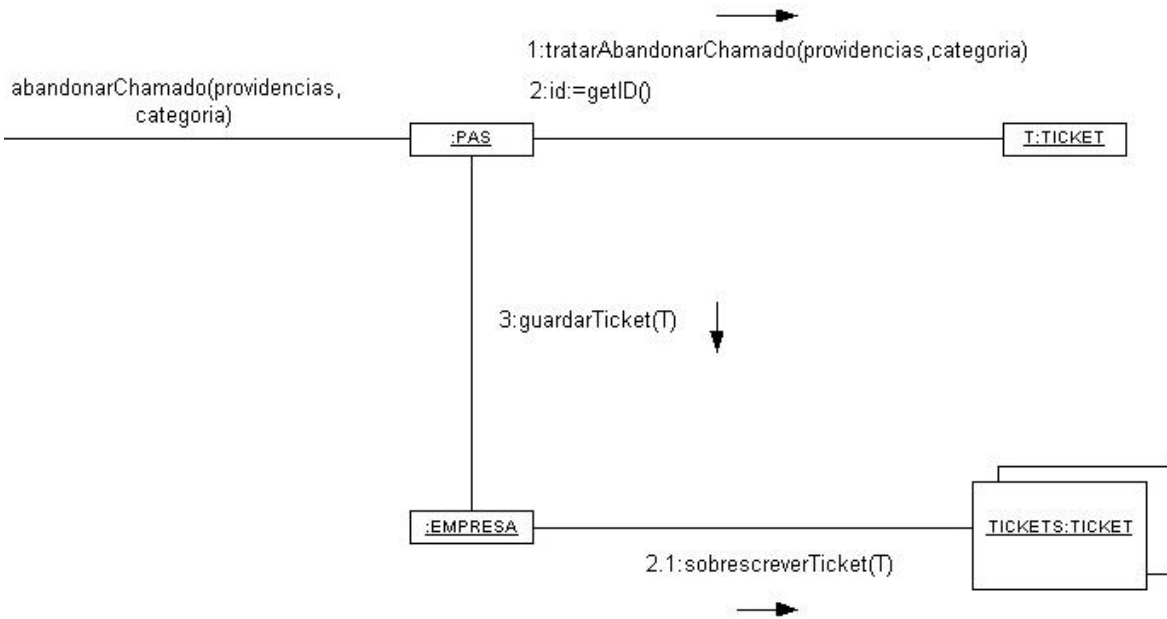 1:tratarAbandonarChamado(providencias,categoria)
abandonarChamado(providencias,
categoria)
2:id:=getID()
:PAS
T:TICKET
3:guardarTicket(T)
:EMPRESA
TICKETS:TICKET
2.1:sobrescreverTicket(T)